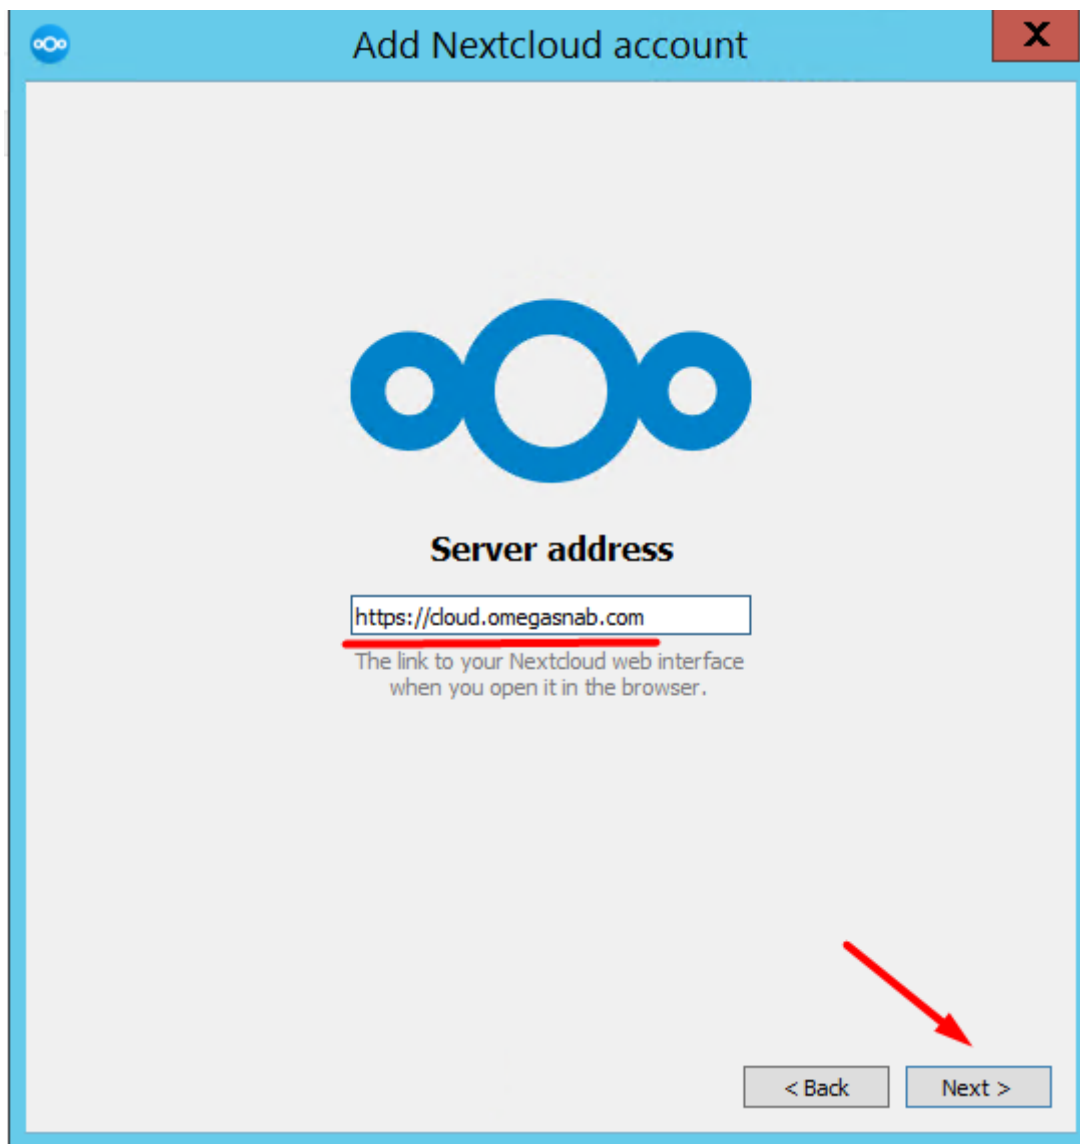 Add Nextcloud account
X
Server address
https://cloud.omegasnab.com
The link to your Nextcloud web interface
when you open it in the browser.
< Back
Next >